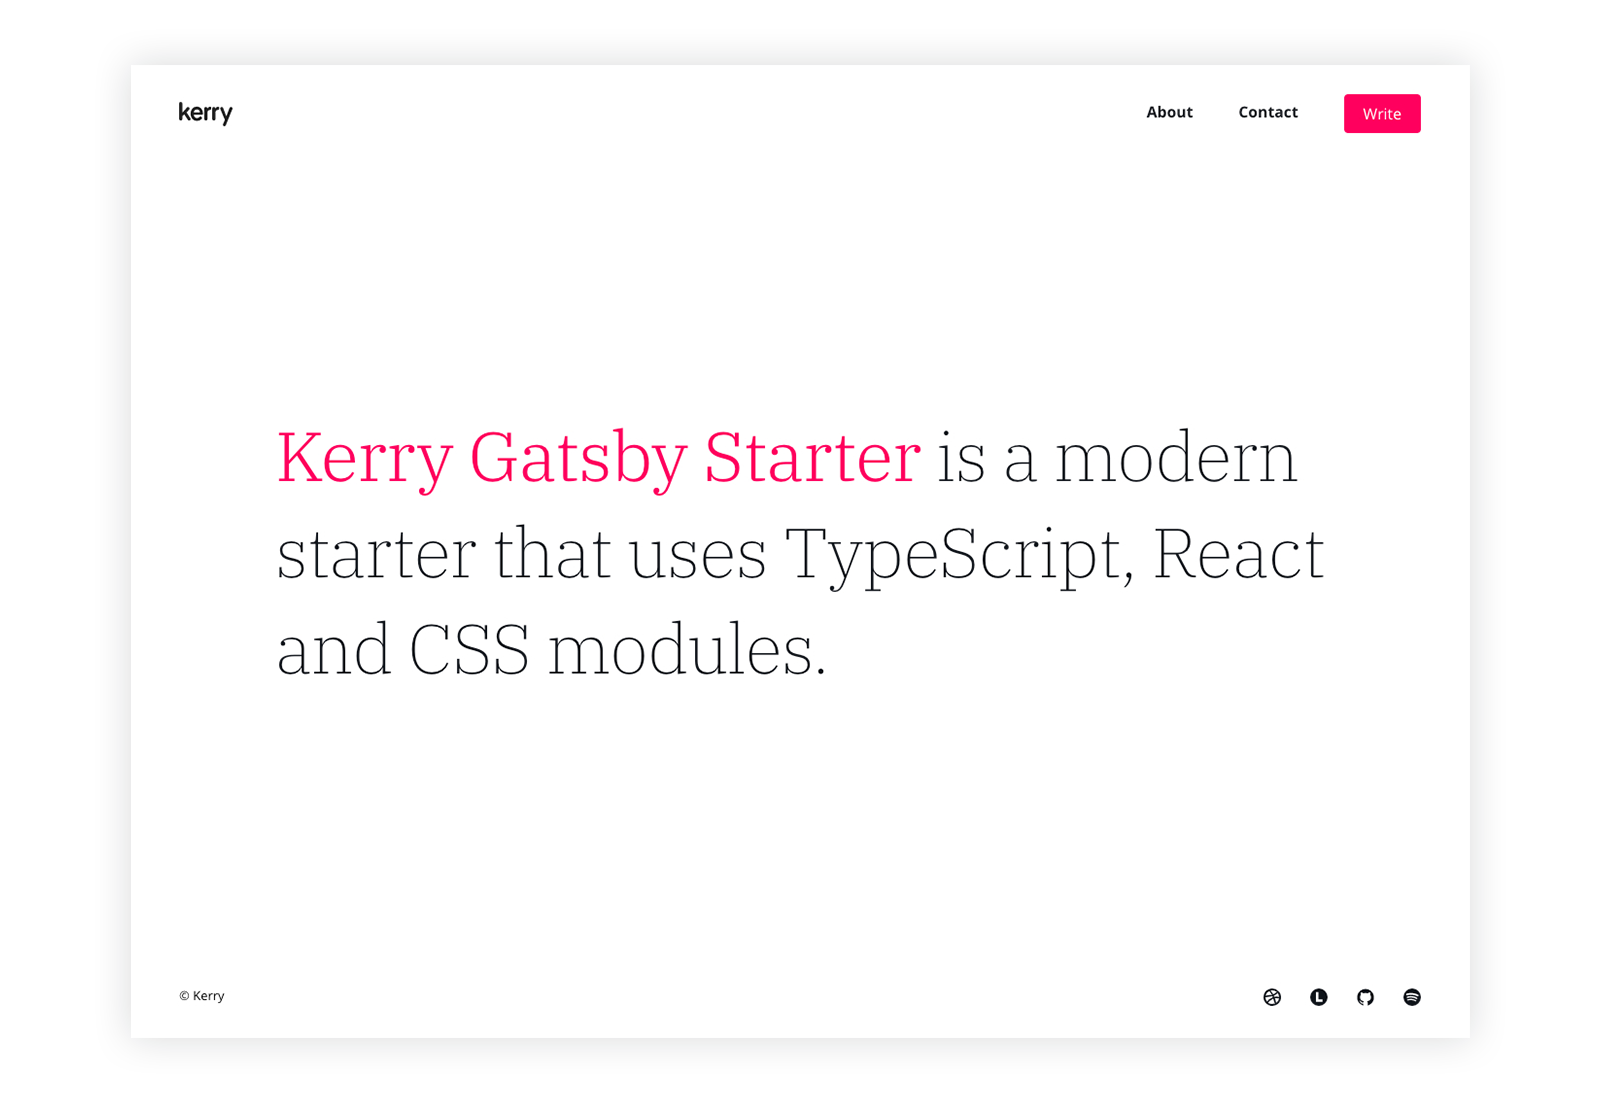 kerry
About
Contact
Write
Kerry Gatsby Starter is a modern
starter that uses TypeScript, React
and CSS modules.
© Kerry
L